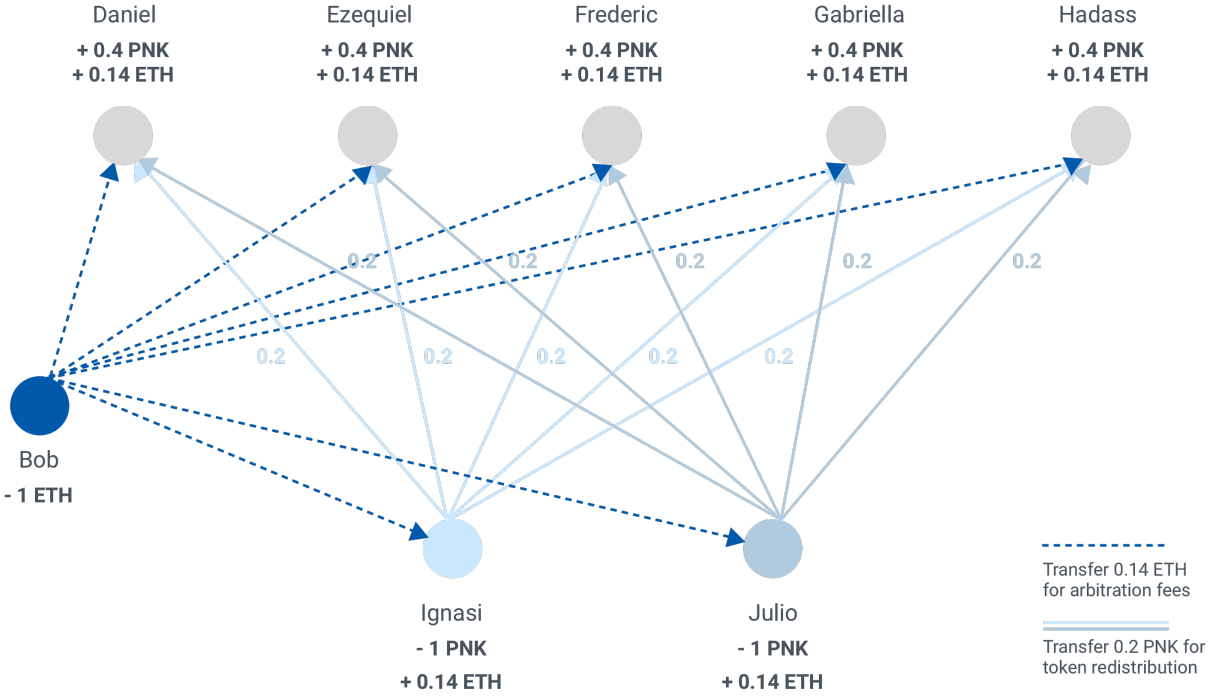 Daniel
Ezequiel
Frederic
Gabriella
Hadass
+ 0.4 PNK
+ 0.4 PNK
+ 0.4 PNK
+ 0.4 PNK
+ 0.4 PNK
+ 0.14 ETH
+ 0.14 ETH
+ 0.14 ETH
+ 0.14 ETH
+ 0.14 ETH
0.2
0.2
0.2
0.2
0.2
0.2
0.2
0.2
0.2
0.2
Bob
- 1 ETH
Ignasi
- 1 PNK
+ 0.14 ETH
Julio
- 1 PNK
+ 0.14 ETH
Transfer 0.14 ETH
for arbitration fees
Transfer 0.2 PNK for
token redistribution